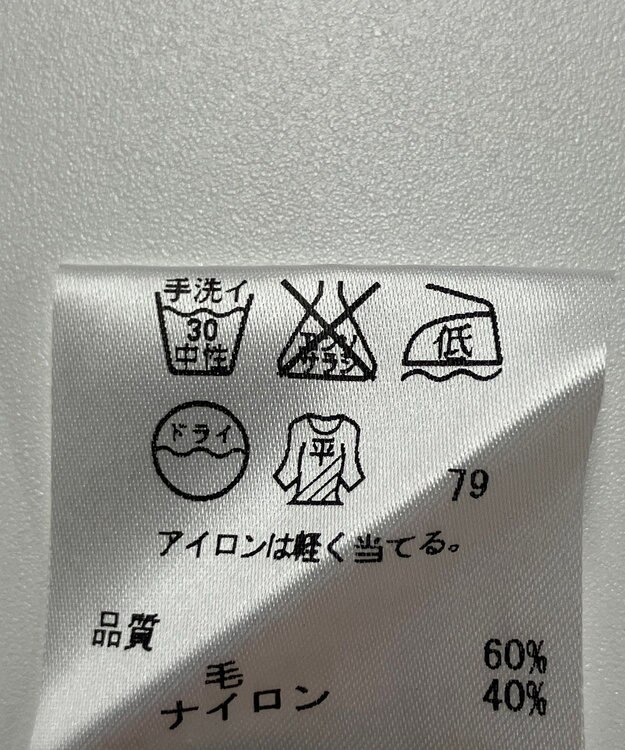 手洗イ
30
中性
エンソ
サラシ
低
ドライ
平
79
アイロンは軽く当てる。
品質
毛 60%
ナイロン 40%